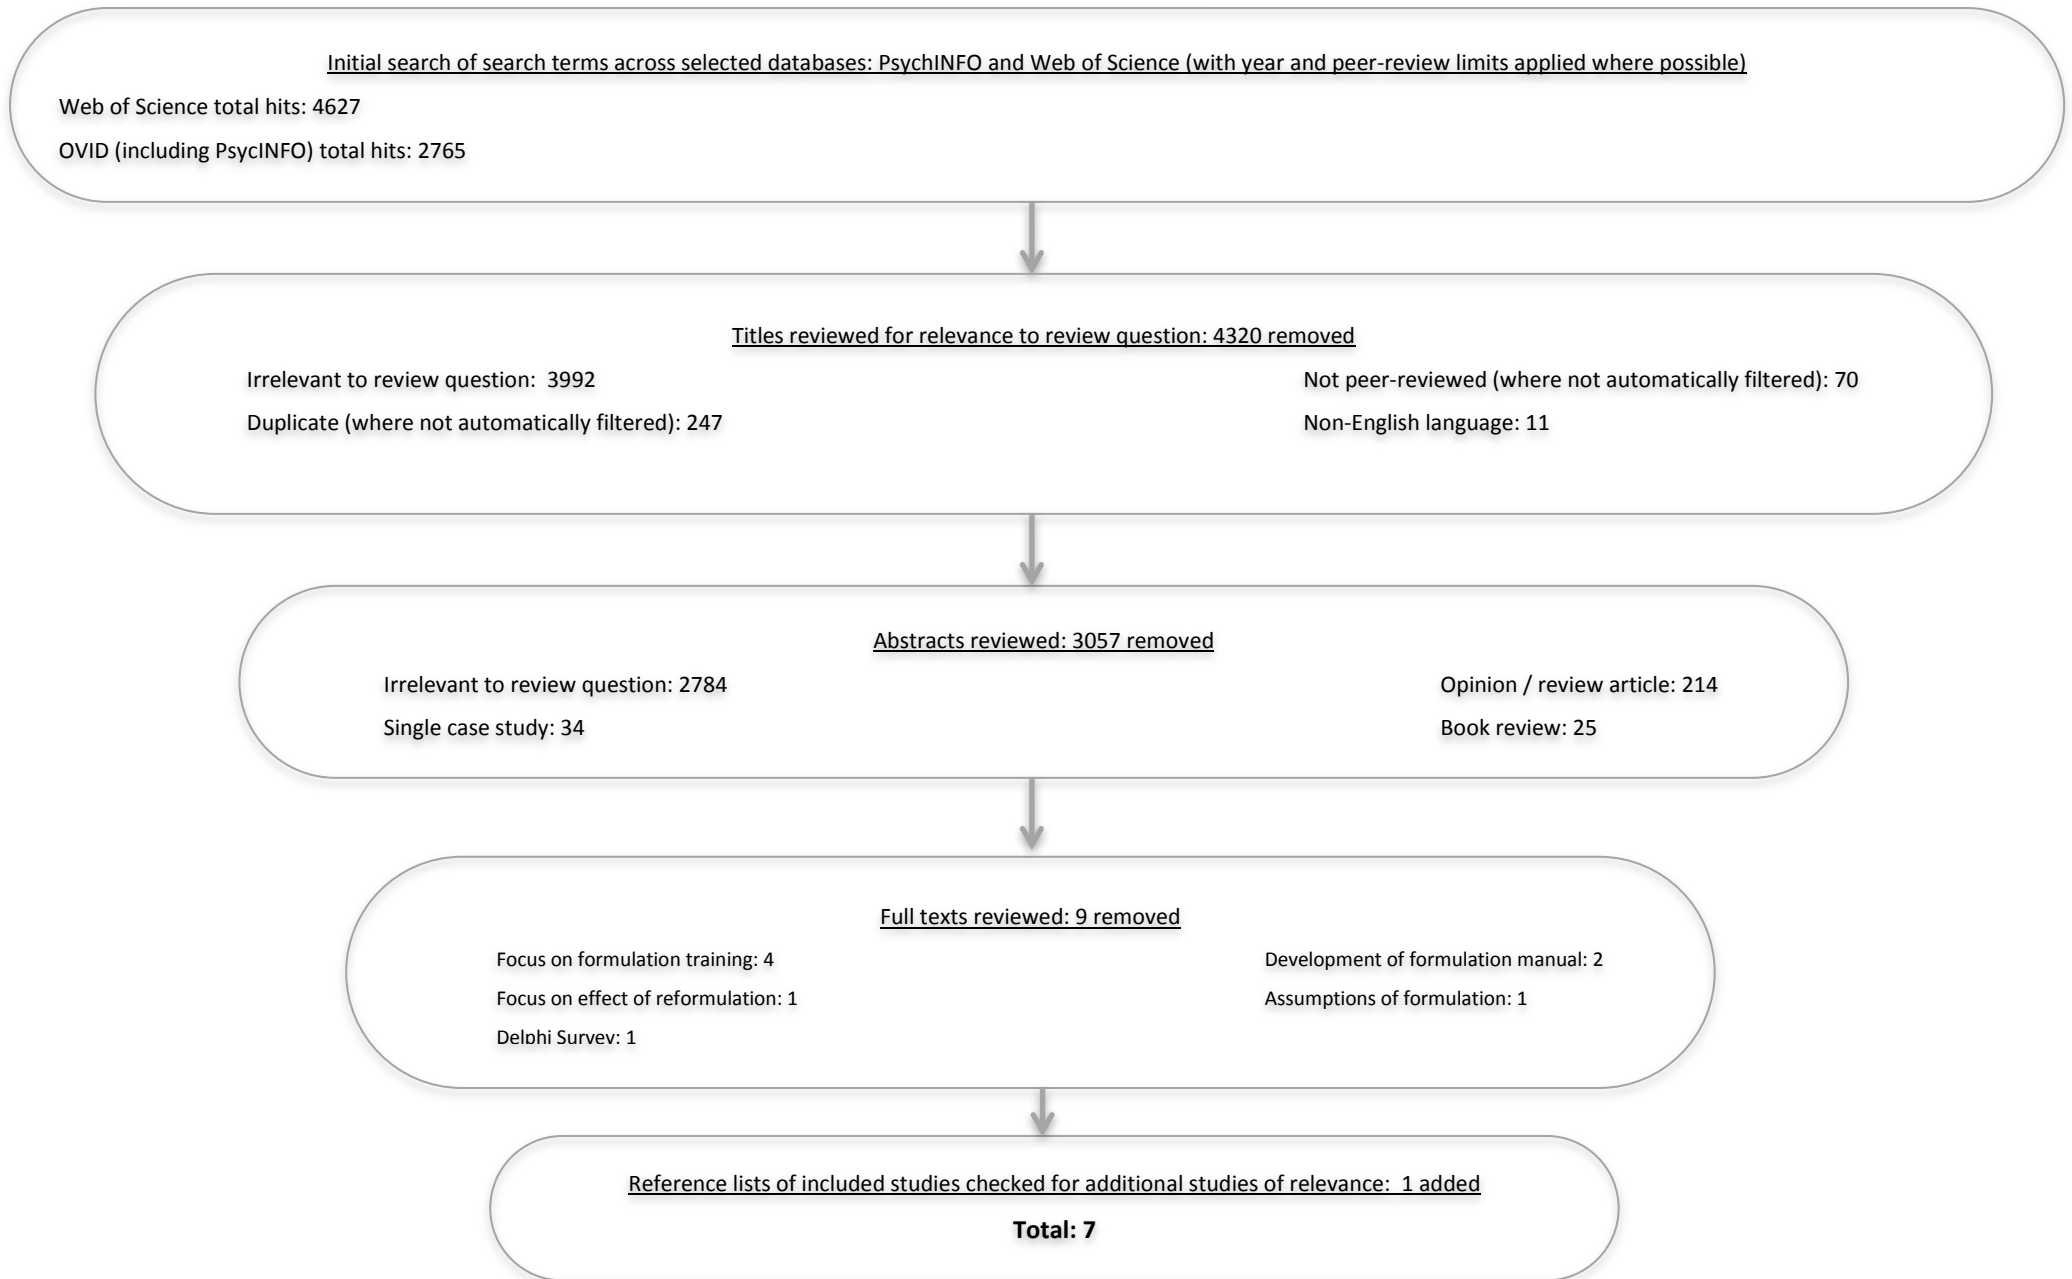 Initial search of search terms across selected databases: PsychINFO and Web of Science (with year and peer-review limits applied where possible)
Web of Science total hits: 4627
OVID (including PsycINFO) total hits: 2765
Titles reviewed for relevance to review question: 4320 removed
Irrelevant to review question: 3992
Duplicate (where not automatically filtered): 247
Not peer-reviewed (where not automatically filtered): 70
Non-English language: 11
Abstracts reviewed: 3057 removed
Irrelevant to review question: 2784
Single case study: 34
Opinion / review article: 214
Book review: 25
Full texts reviewed: 9 removed
Focus on formulation training: 4
Focus on effect of reformulation: 1
Delphi Survey: 1
Development of formulation manual: 2
Assumptions of formulation: 1
Reference lists of included studies checked for additional studies of relevance: 1 added
Total: 7